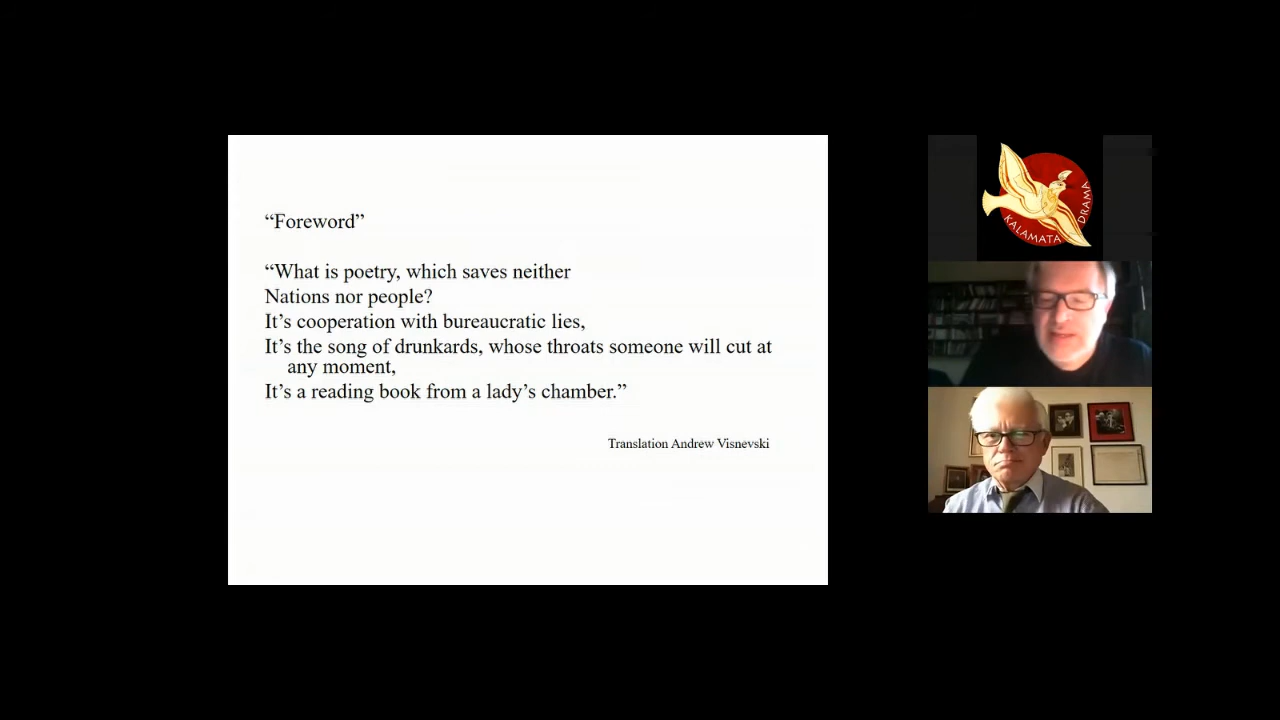 “Foreword”
“What is poetry, which saves neither
Nations nor people?
It’s cooperation with bureaucratic lies,
It’s the song of drunkards, whose throats someone will cut at
any moment,
It’s a reading book from a lady’s chamber.”
Translation Andrew Visnevski
KALAMATA DRAMA